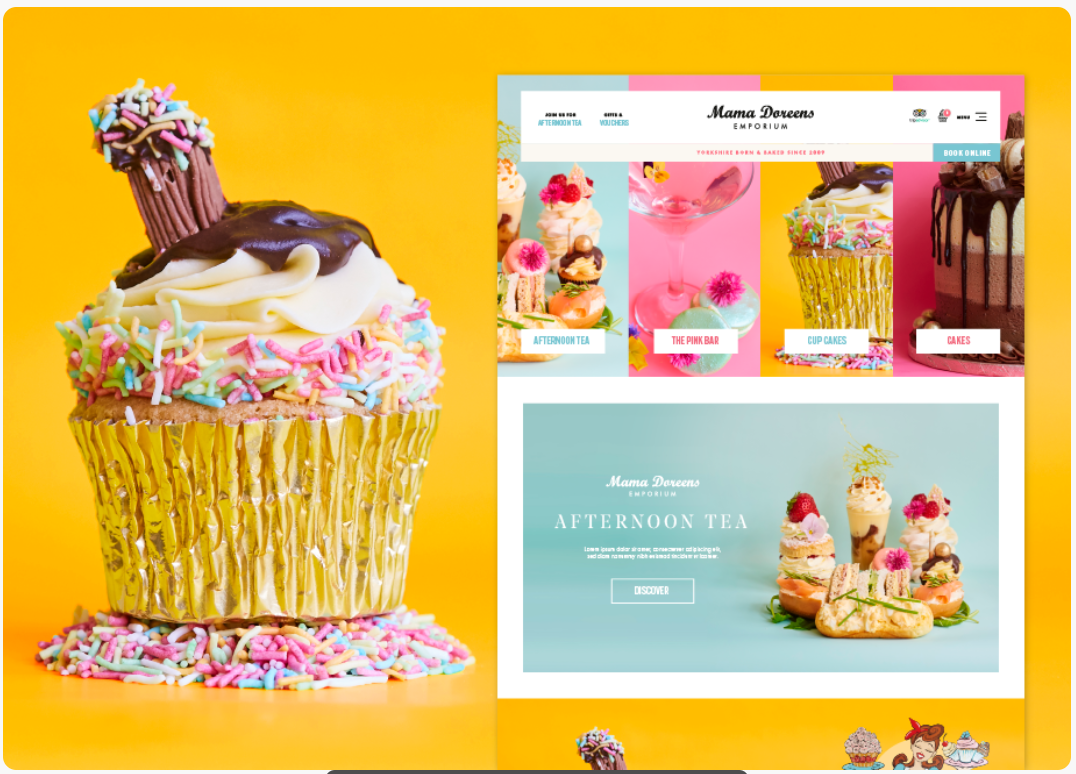 JOIN US FOR
AFTERNOON TEA
GIFTS &
VOUCHERS
Mama Doreens
EMPORIUM
MENU
YORKSHIRE BORN & BAKED SINCE 2009
BOOK ONLINE
AFTERNOON TEA
THE PINK BAR
CUP CAKES
CAKES
Mama Doreens
EMPORIUM
AFTERNOON TEA
Lorem ipsum dolor sit amet, consectetuer adipiscing elit,
sed diam nonummy nibh euismod tincidunt ut laoreet
DISCOVER